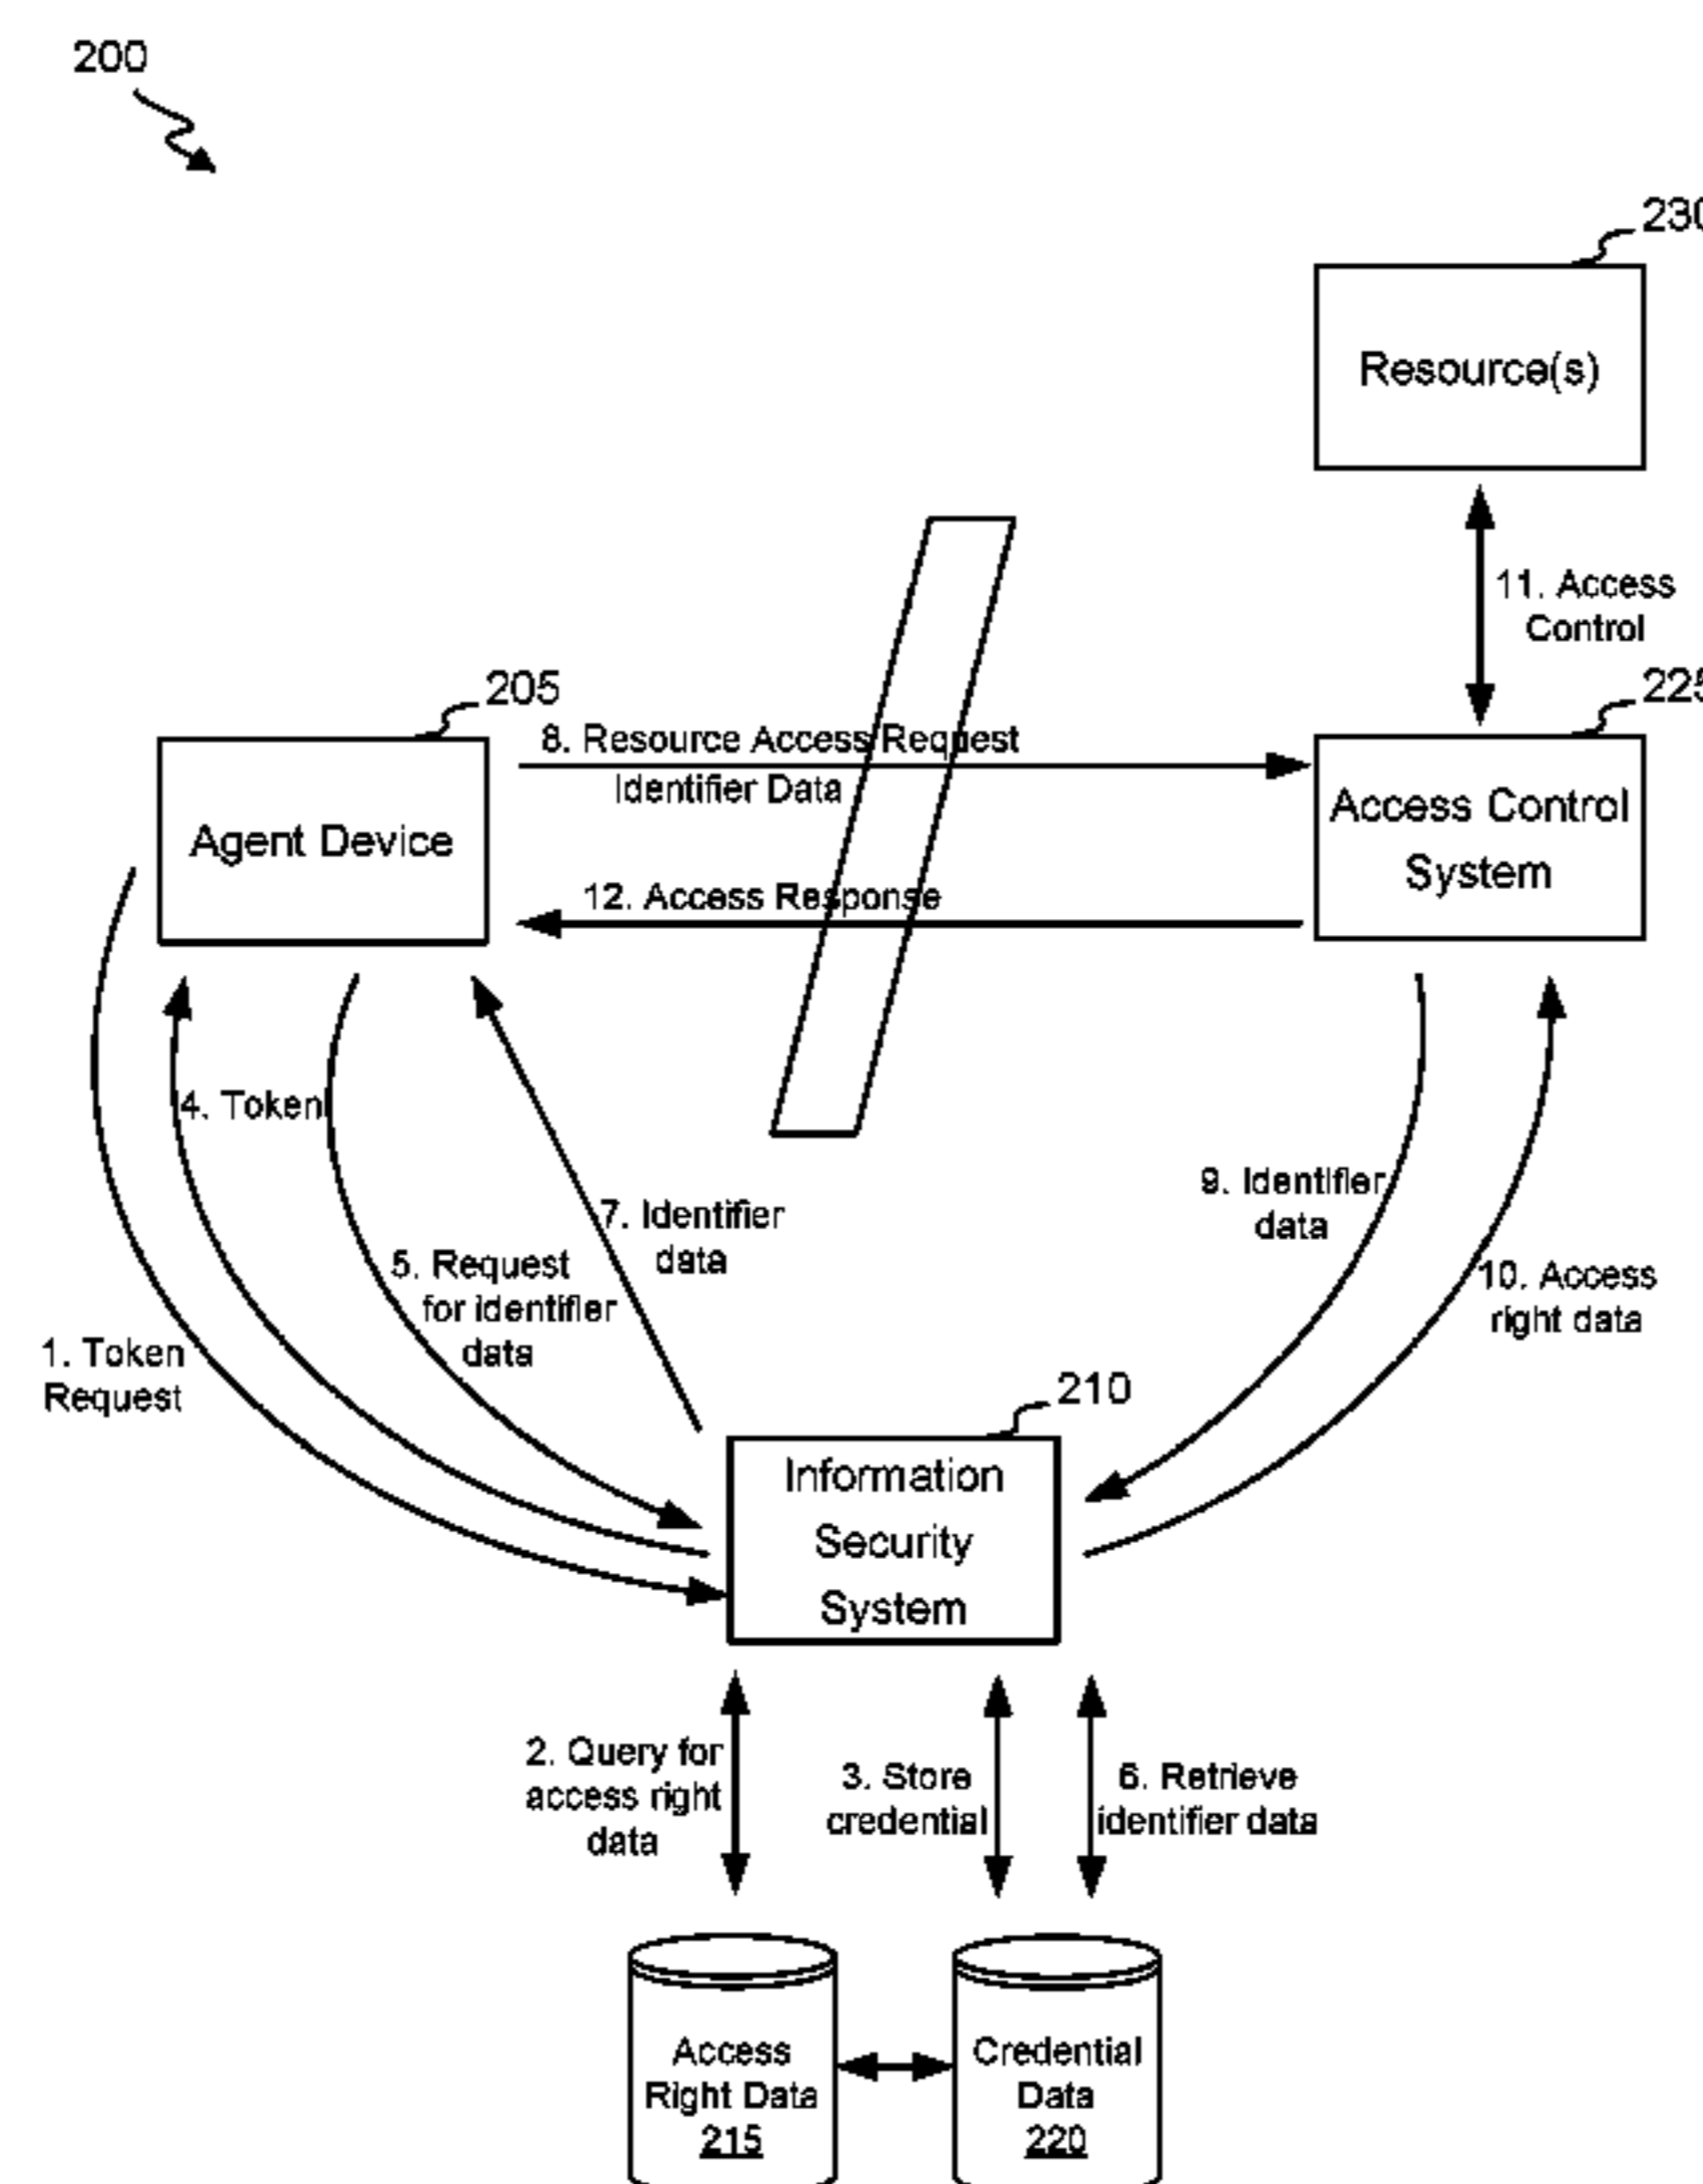 200
230
Resource(s)
11. Access
Control
205
225
8. Resource Access Request
Identifier Data
Agent Device
Access Control
System
12. Access Response
4. Token
9. Identifier
data
7. Identifier
data
5. Request
for identifier
data
10. Access
right data
1. Token
Request
210
Information
Security
System
2. Query for
access right
data
3. Store
credential
6. Retrieve
identifier data
Access
Right Data
215
Credential
Data
220